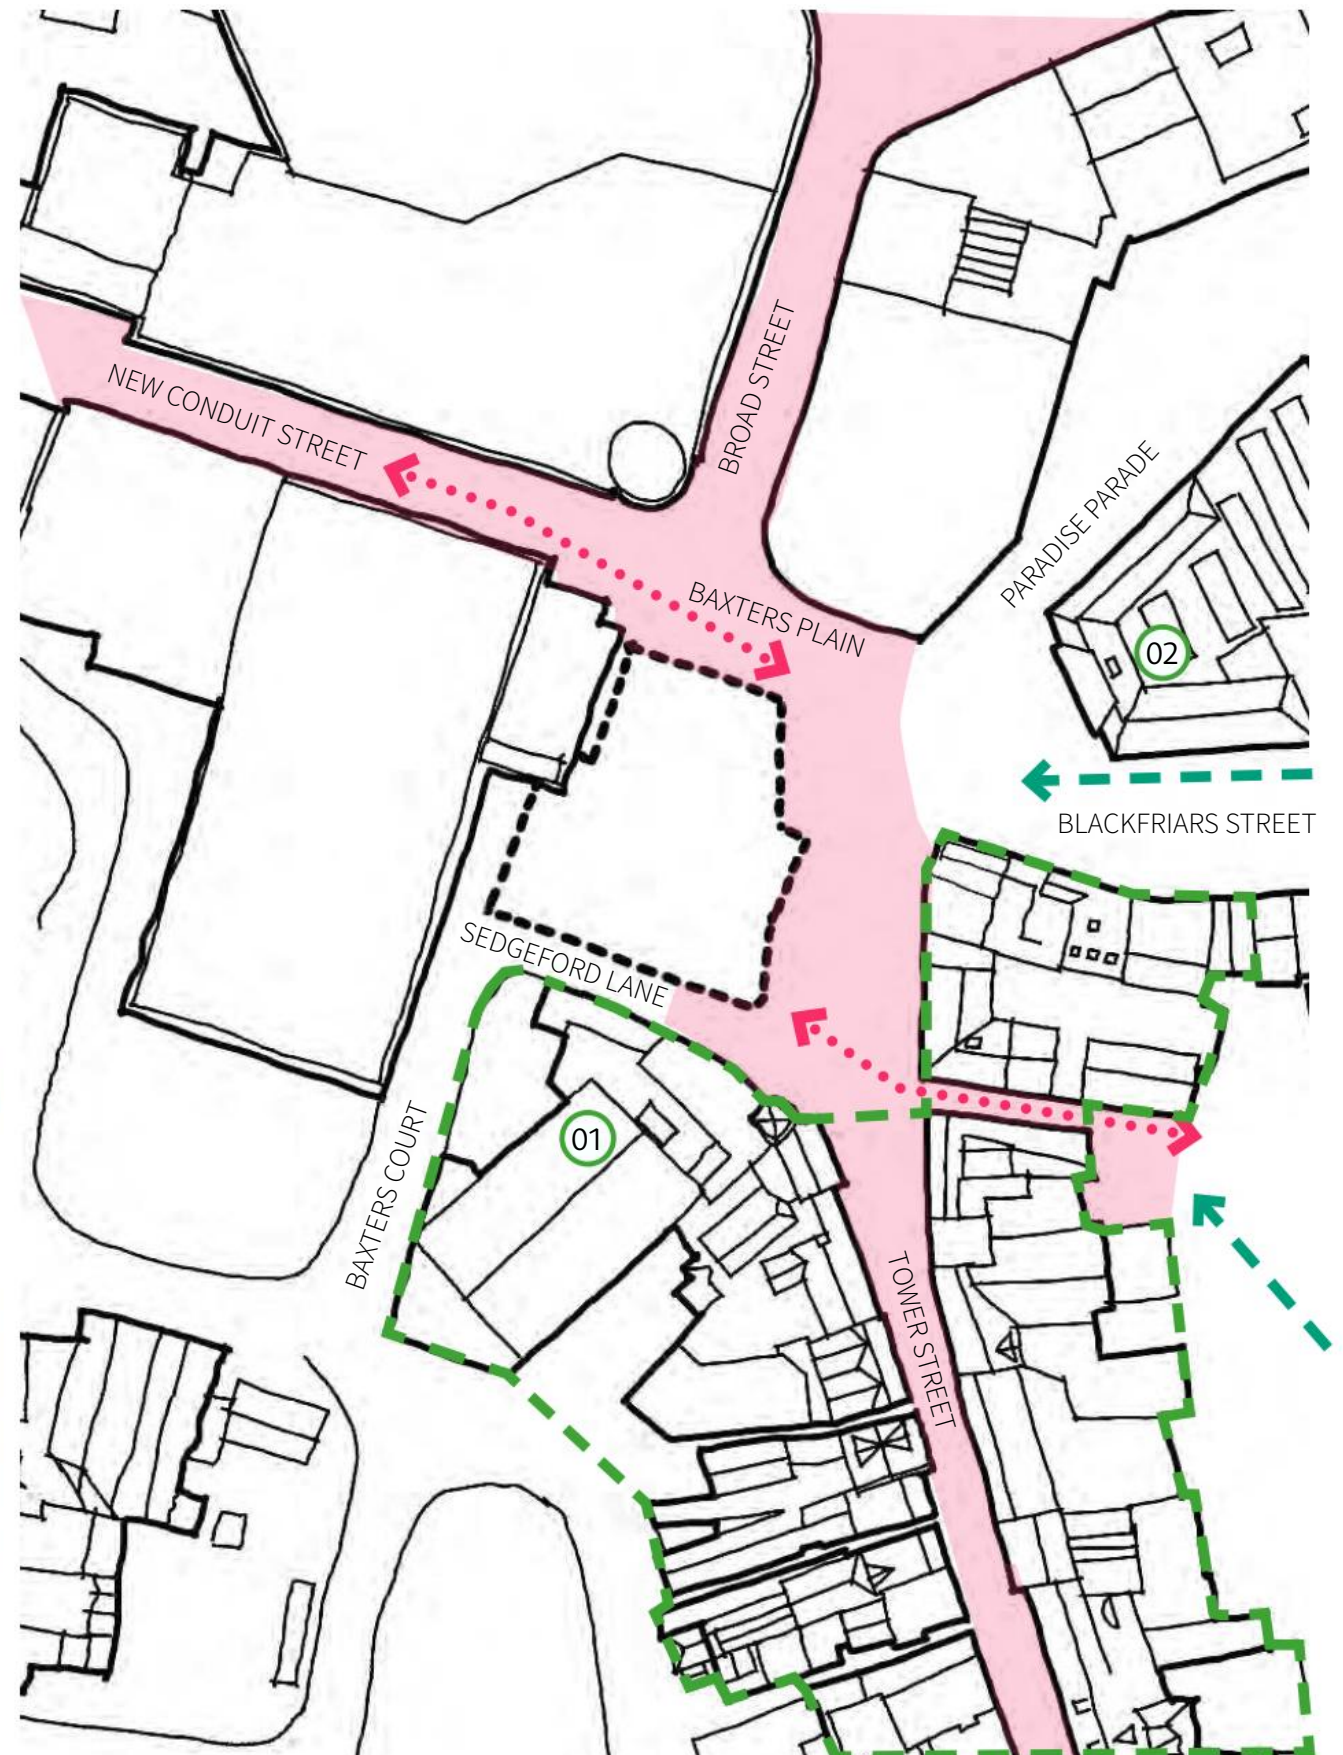 BROAD STREET
NEW CONDUIT STREET
PARADISE PARADE
BAXTERS PLAIN
02
BLACKFRIARS STREET
SEDGEFORD LANE
01
BAXTERS COURT
TOWER STREET